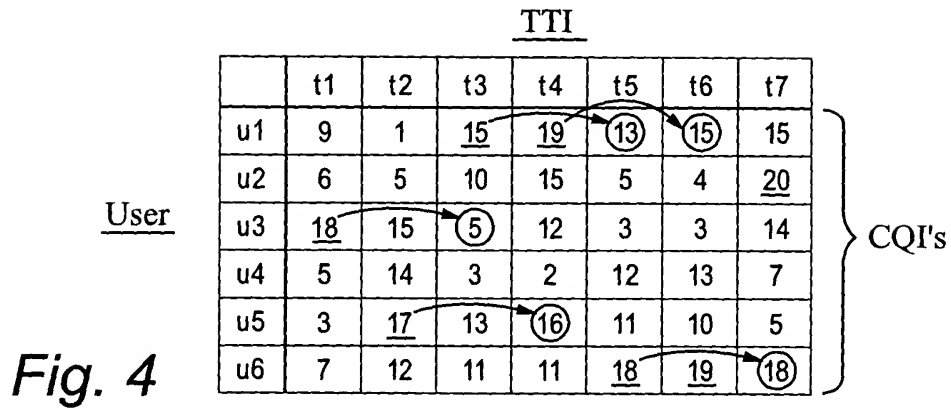 TTI
t1 t2 t3 t4 t5 t6 t7
u1 9 1 15 19 13 15 15
u2 6 5 10 15 5 4 20
User u3 18 15 5 12 3 3 14 CQI's
u4 5 14 3 2 12 13 7
u5 3 17 13 16 11 10 5
u6 7 12 11 11 18 19 18
Fig. 4